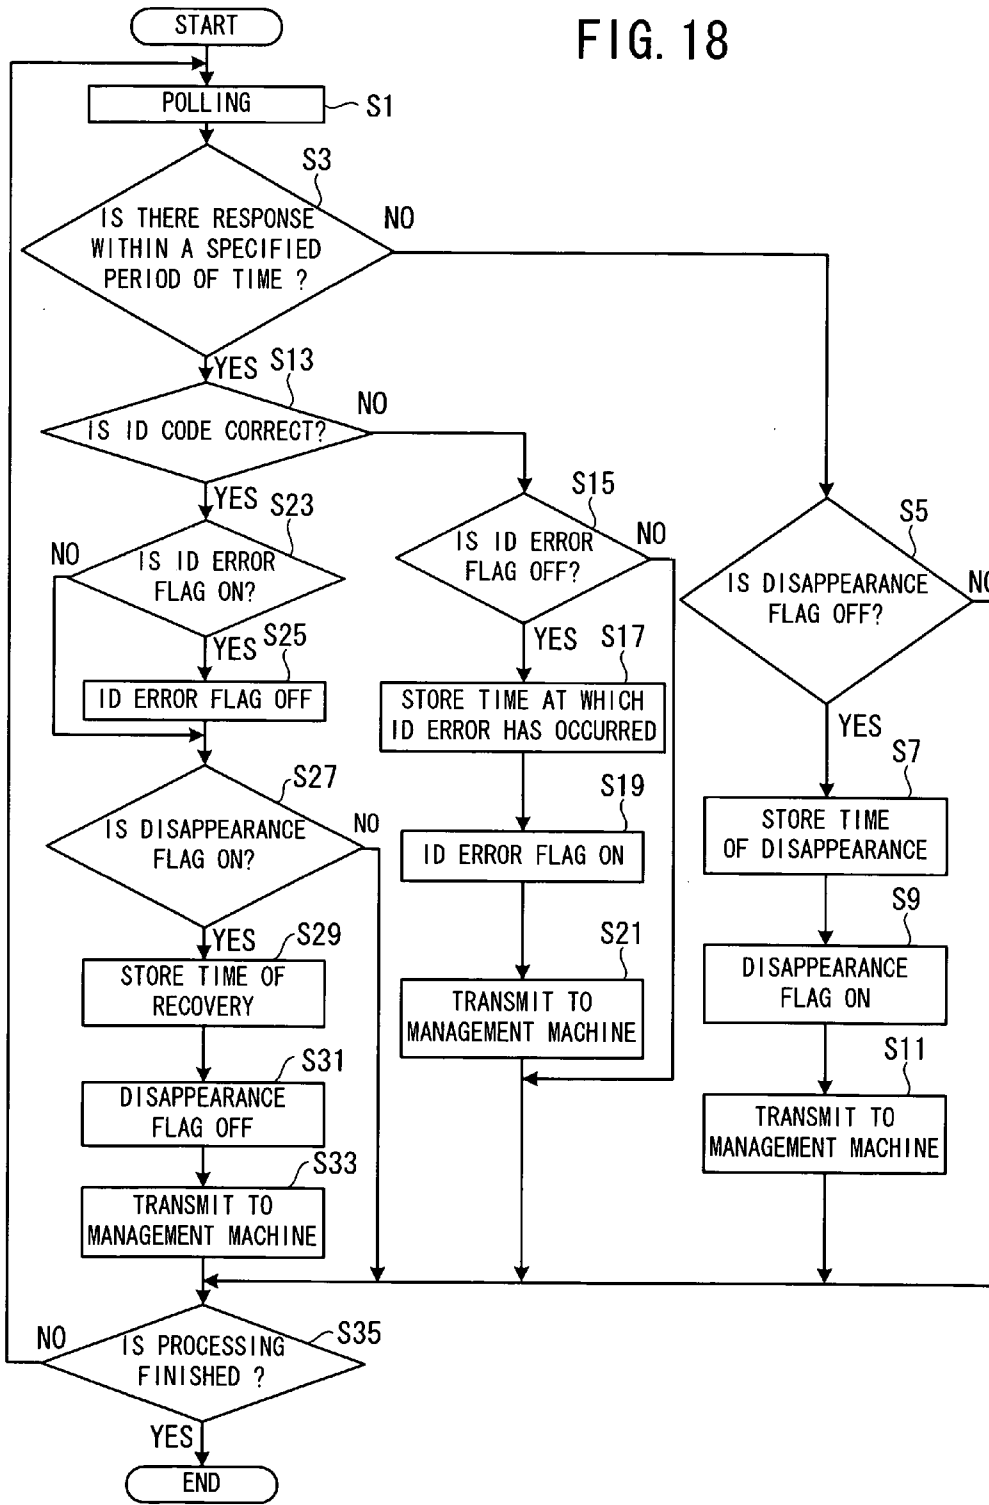 FIG. 18
START
POLLING
S1
S3
IS THERE RESPONSE
WITHIN A SPECIFIED
PERIOD OF TIME ?
NO
YES
S13
IS ID CODE CORRECT?
NO
YES
S23
IS ID ERROR
FLAG ON?
NO
YES
S25
ID ERROR FLAG OFF
S27
IS DISAPPEARANCE
FLAG ON?
NO
YES
S29
STORE TIME OF
RECOVERY
S31
DISAPPEARANCE
FLAG OFF
S33
TRANSMIT TO
MANAGEMENT MACHINE
S15
IS ID ERROR
FLAG OFF?
NO
YES
S17
STORE TIME AT WHICH
ID ERROR HAS OCCURRED
S19
ID ERROR FLAG ON
S21
TRANSMIT TO
MANAGEMENT MACHINE
S5
IS DISAPPEARANCE
FLAG OFF?
NO
YES
S7
STORE TIME
OF DISAPPEARANCE
S9
DISAPPEARANCE
FLAG ON
S11
TRANSMIT TO
MANAGEMENT MACHINE
S35
IS PROCESSING
FINISHED ?
NO
YES
END